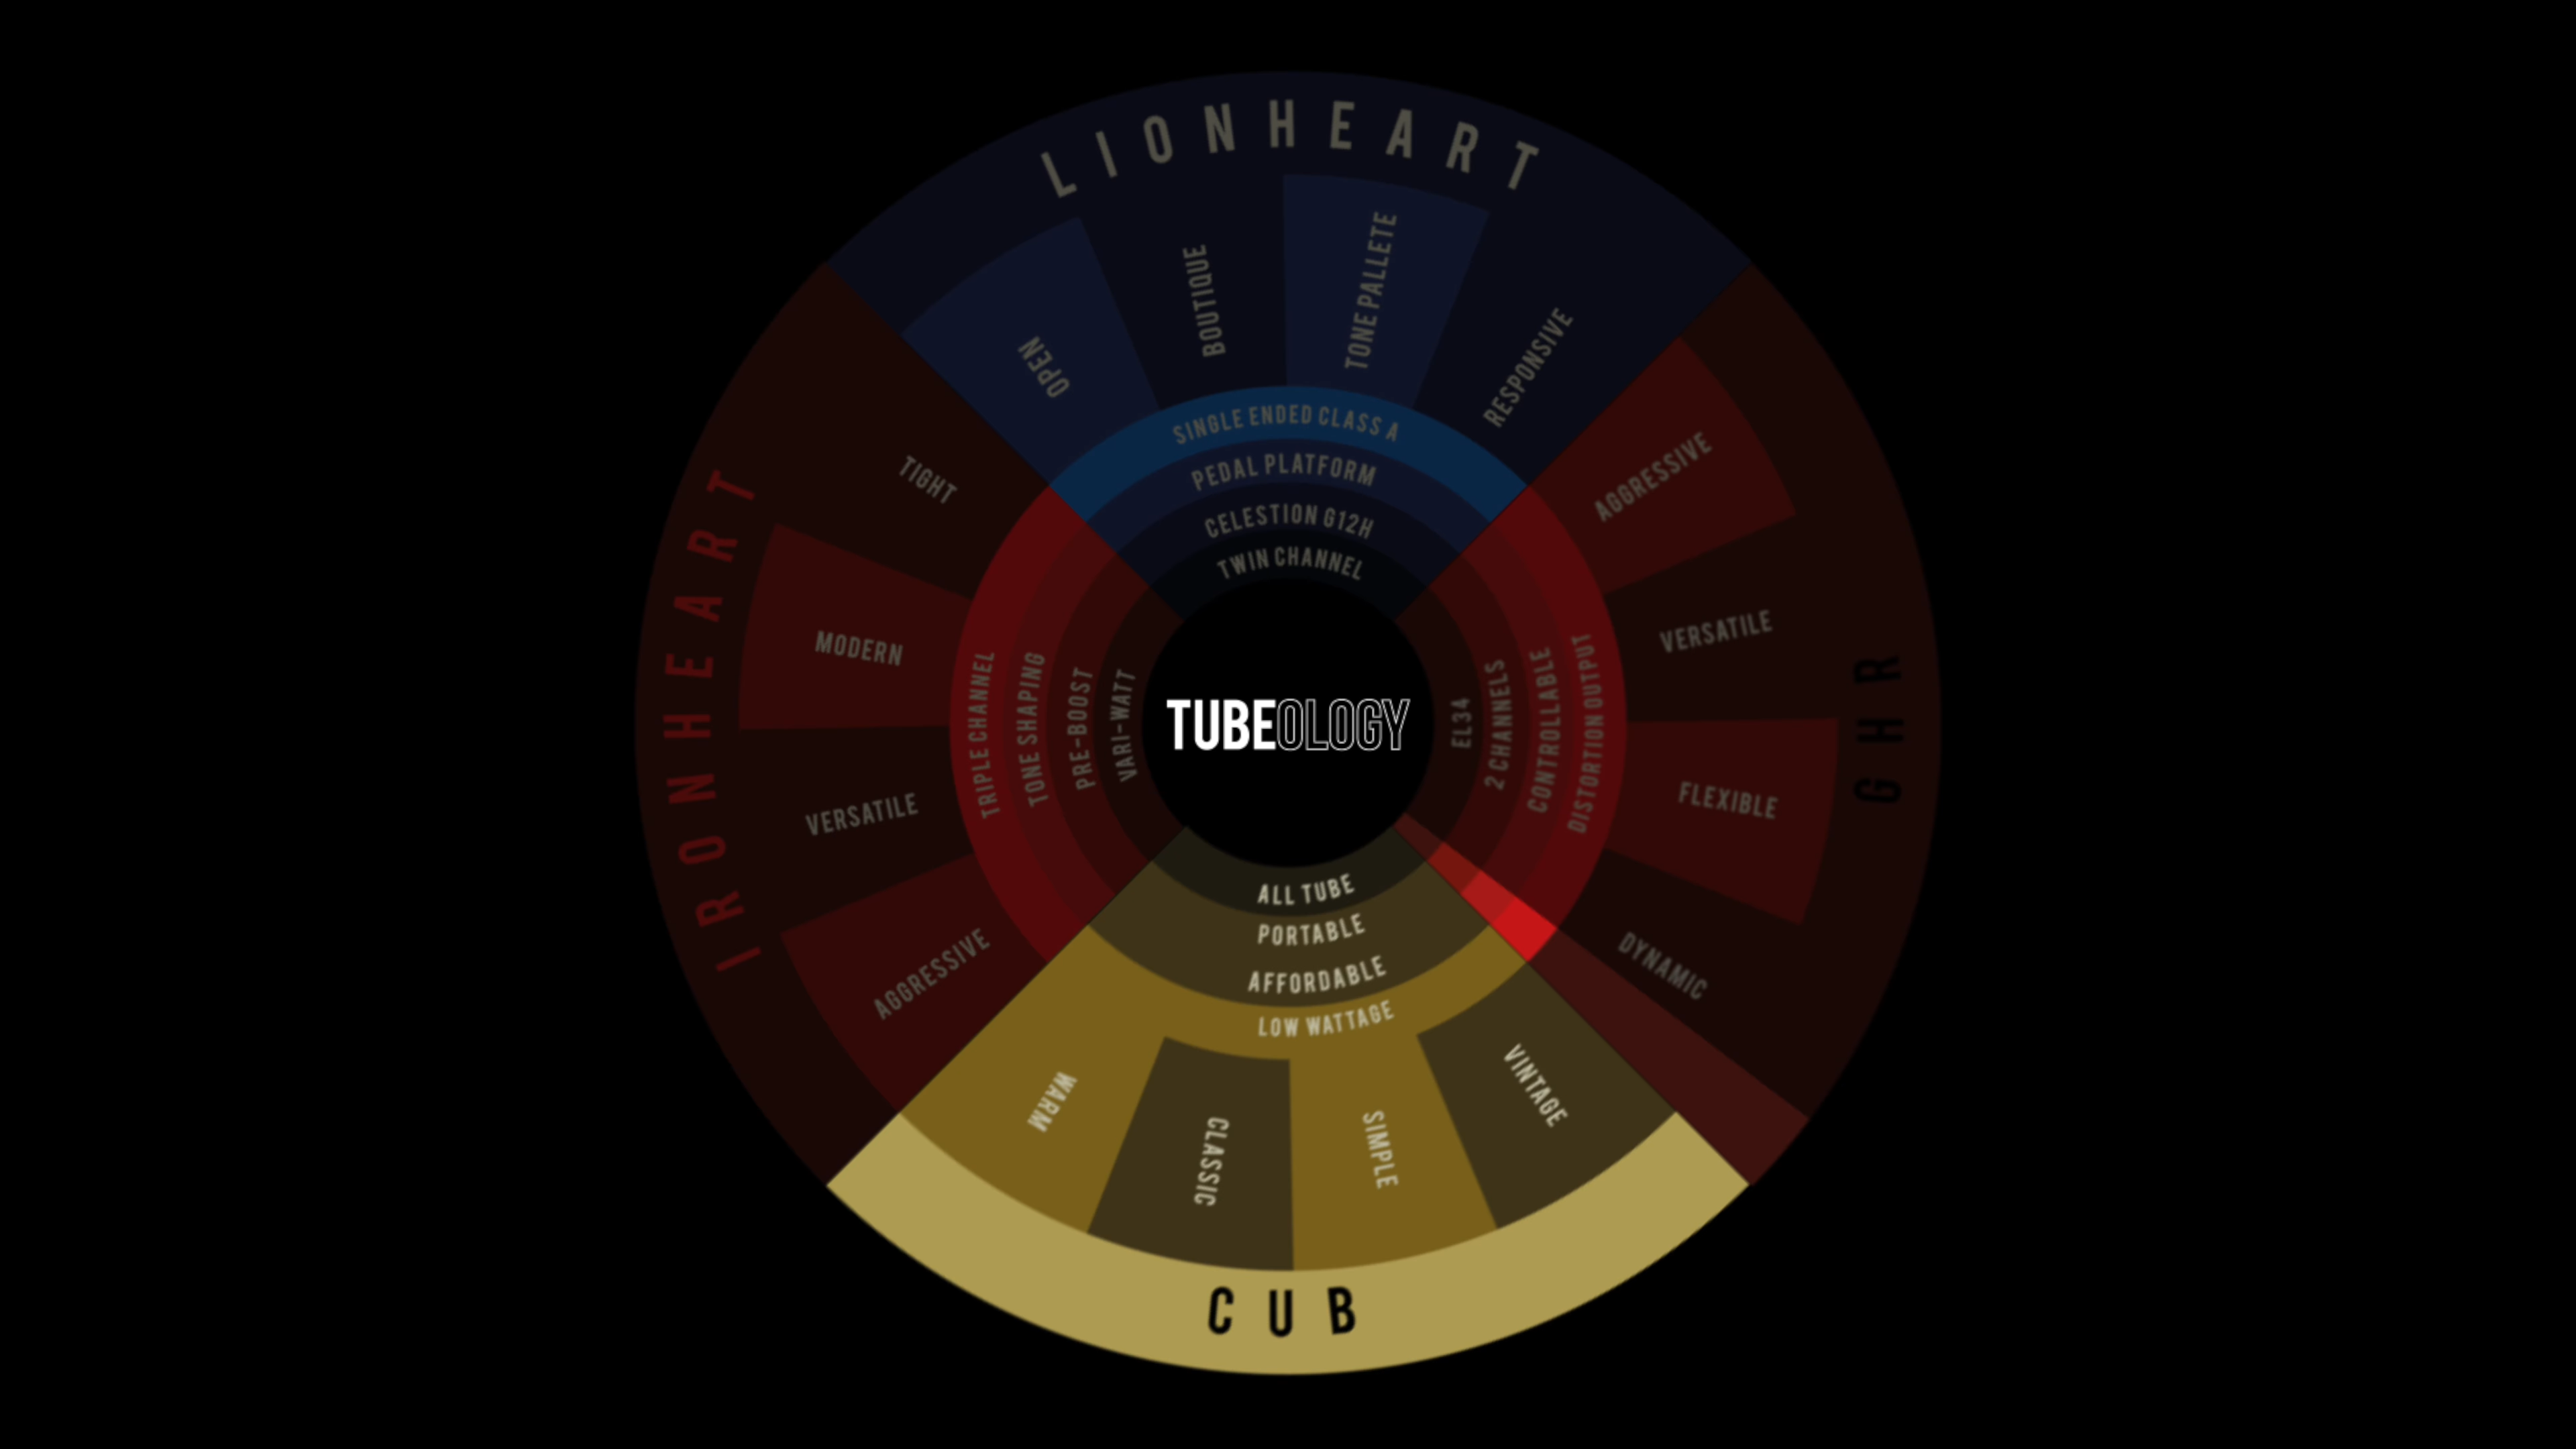 LIONHEART
OPEN
BOUTIQUE
TONE PALLETE
RESPONSIVE
SINGLE ENDED CLASS A
PEDAL PLATFORM
CELESTION G12H
TWIN CHANNEL
IRONHEART
TIGHT
MODERN
VERSATILE
AGGRESSIVE
TRIPLE CHANNEL
TONE SHAPING
PRE-BOOST
VARI-WATT
TUBEOLOGY
EL34
2 CHANNELS
CONTROLLABLE
DISTORTION OUTPUT
AGGRESSIVE
VERSATILE
FLEXIBLE
DYNAMIC
GHR
ALL TUBE
PORTABLE
AFFORDABLE
LOW WATTAGE
WARM
CLASSIC
SIMPLE
VINTAGE
CUB